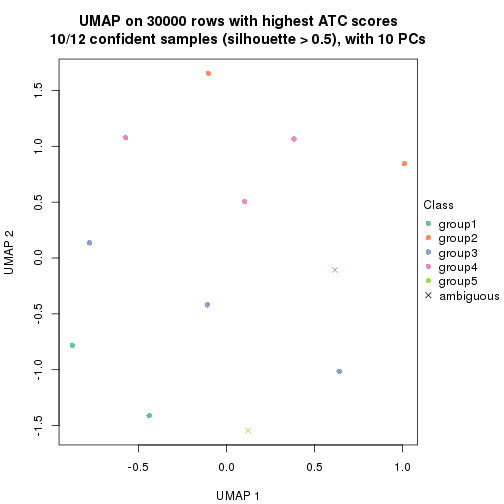 UMAP on 30000 rows with highest ATC scores
10/12 confident samples (silhouette > 0.5), with 10 PCs
1.5
1.0
0.5
0.0
-0.5
-1.0
-1.5
UMAP 2
-0.5
0.0
0.5
1.0
UMAP 1
Class
group1
group2
group3
group4
group5
ambiguous